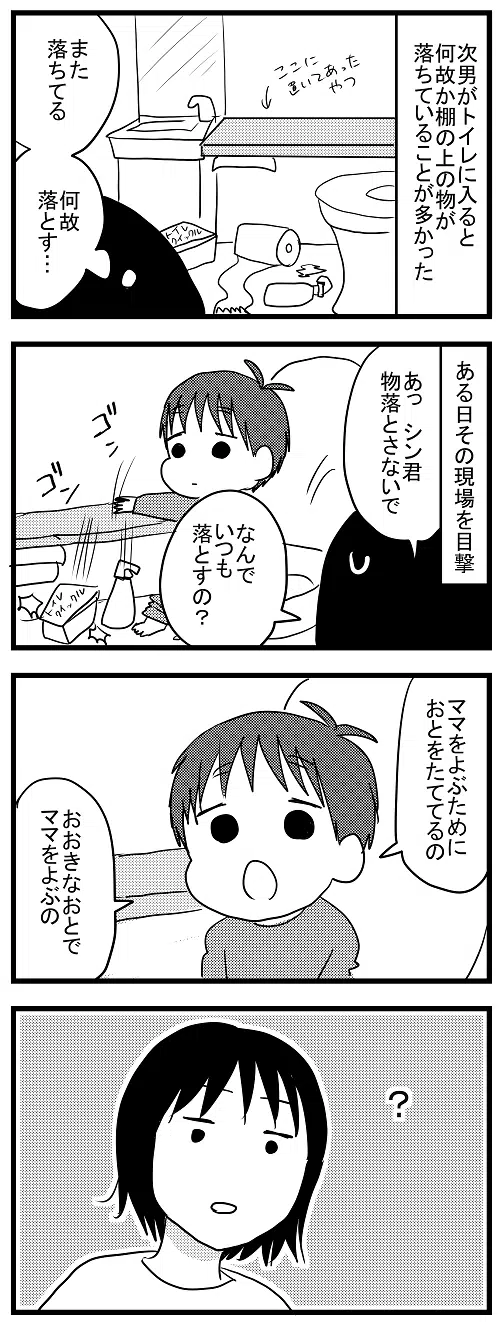 次男がトイレに入ると
何故か棚の上の物が
落ちていることが多かった
ここに
置いてあった
やつ
また
落ちてる
トイレ
クイックル
何故
落とす…
ある日その現場を目撃
あっ シン君
物落とさないで
ゴン
ゴン
なんで
いつも
落とすの？
トイレ
クイックル
ママをよぶために
おとをたててるの
おおきなおとで
ママをよぶの
？